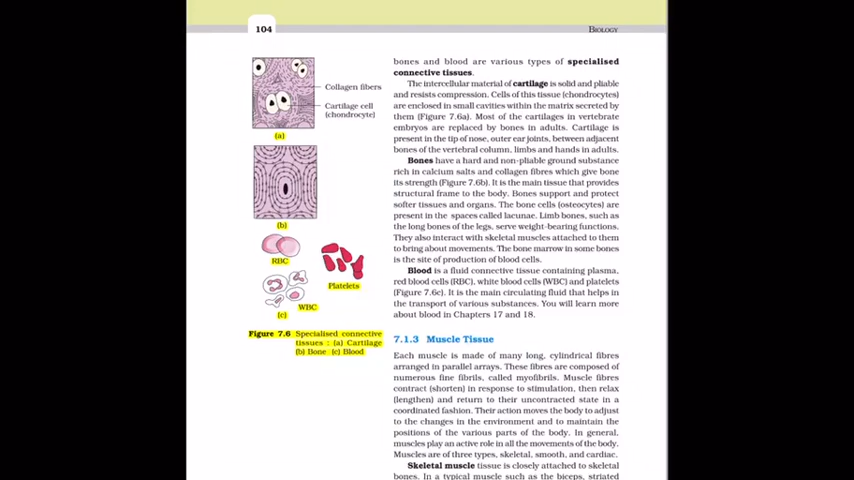 104
BIOLOGY
Collagen fibers
Cartilage cell
(chondrocyte)
(a)
(b)
RBC
Platelets
WBC
(c)
Figure 7.6 Specialised connective
tissues : (a) Cartilage
(b) Bone (c) Blood
bones and blood are various types of specialised
connective tissues.
The intercellular material of cartilage is solid and pliable
and resists compression. Cells of this tissue (chondrocytes)
are enclosed in small cavities within the matrix secreted by
them (Figure 7.6a). Most of the cartilages in vertebrate
embryos are replaced by bones in adults. Cartilage is
present in the tip of nose, outer ear joints, between adjacent
bones of the vertebral column, limbs and hands in adults.
Bones have a hard and non-pliable ground substance
rich in calcium salts and collagen fibres which give bone
its strength (Figure 7.6b). It is the main tissue that provides
structural frame to the body. Bones support and protect
softer tissues and organs. The bone cells (osteocytes) are
present in the spaces called lacunae. Limb bones, such as
the long bones of the legs, serve weight-bearing functions.
They also interact with skeletal muscles attached to them
to bring about movements. The bone marrow in some bones
is the site of production of blood cells.
Blood is a fluid connective tissue containing plasma,
red blood cells (RBC), white blood cells (WBC) and platelets
(Figure 7.6c). It is the main circulating fluid that helps in
the transport of various substances. You will learn more
about blood in Chapters 17 and 18.
7.1.3 Muscle Tissue
Each muscle is made of many long, cylindrical fibres
arranged in parallel arrays. These fibres are composed of
numerous fine fibrils, called myofibrils. Muscle fibres
contract (shorten) in response to stimulation, then relax
(lengthen) and return to their uncontracted state in a
coordinated fashion. Their action moves the body to adjust
to the changes in the environment and to maintain the
positions of the various parts of the body. In general,
muscles play an active role in all the movements of the body.
Muscles are of three types, skeletal, smooth, and cardiac.
Skeletal muscle tissue is closely attached to skeletal
bones. In a typical muscle such as the biceps, striated